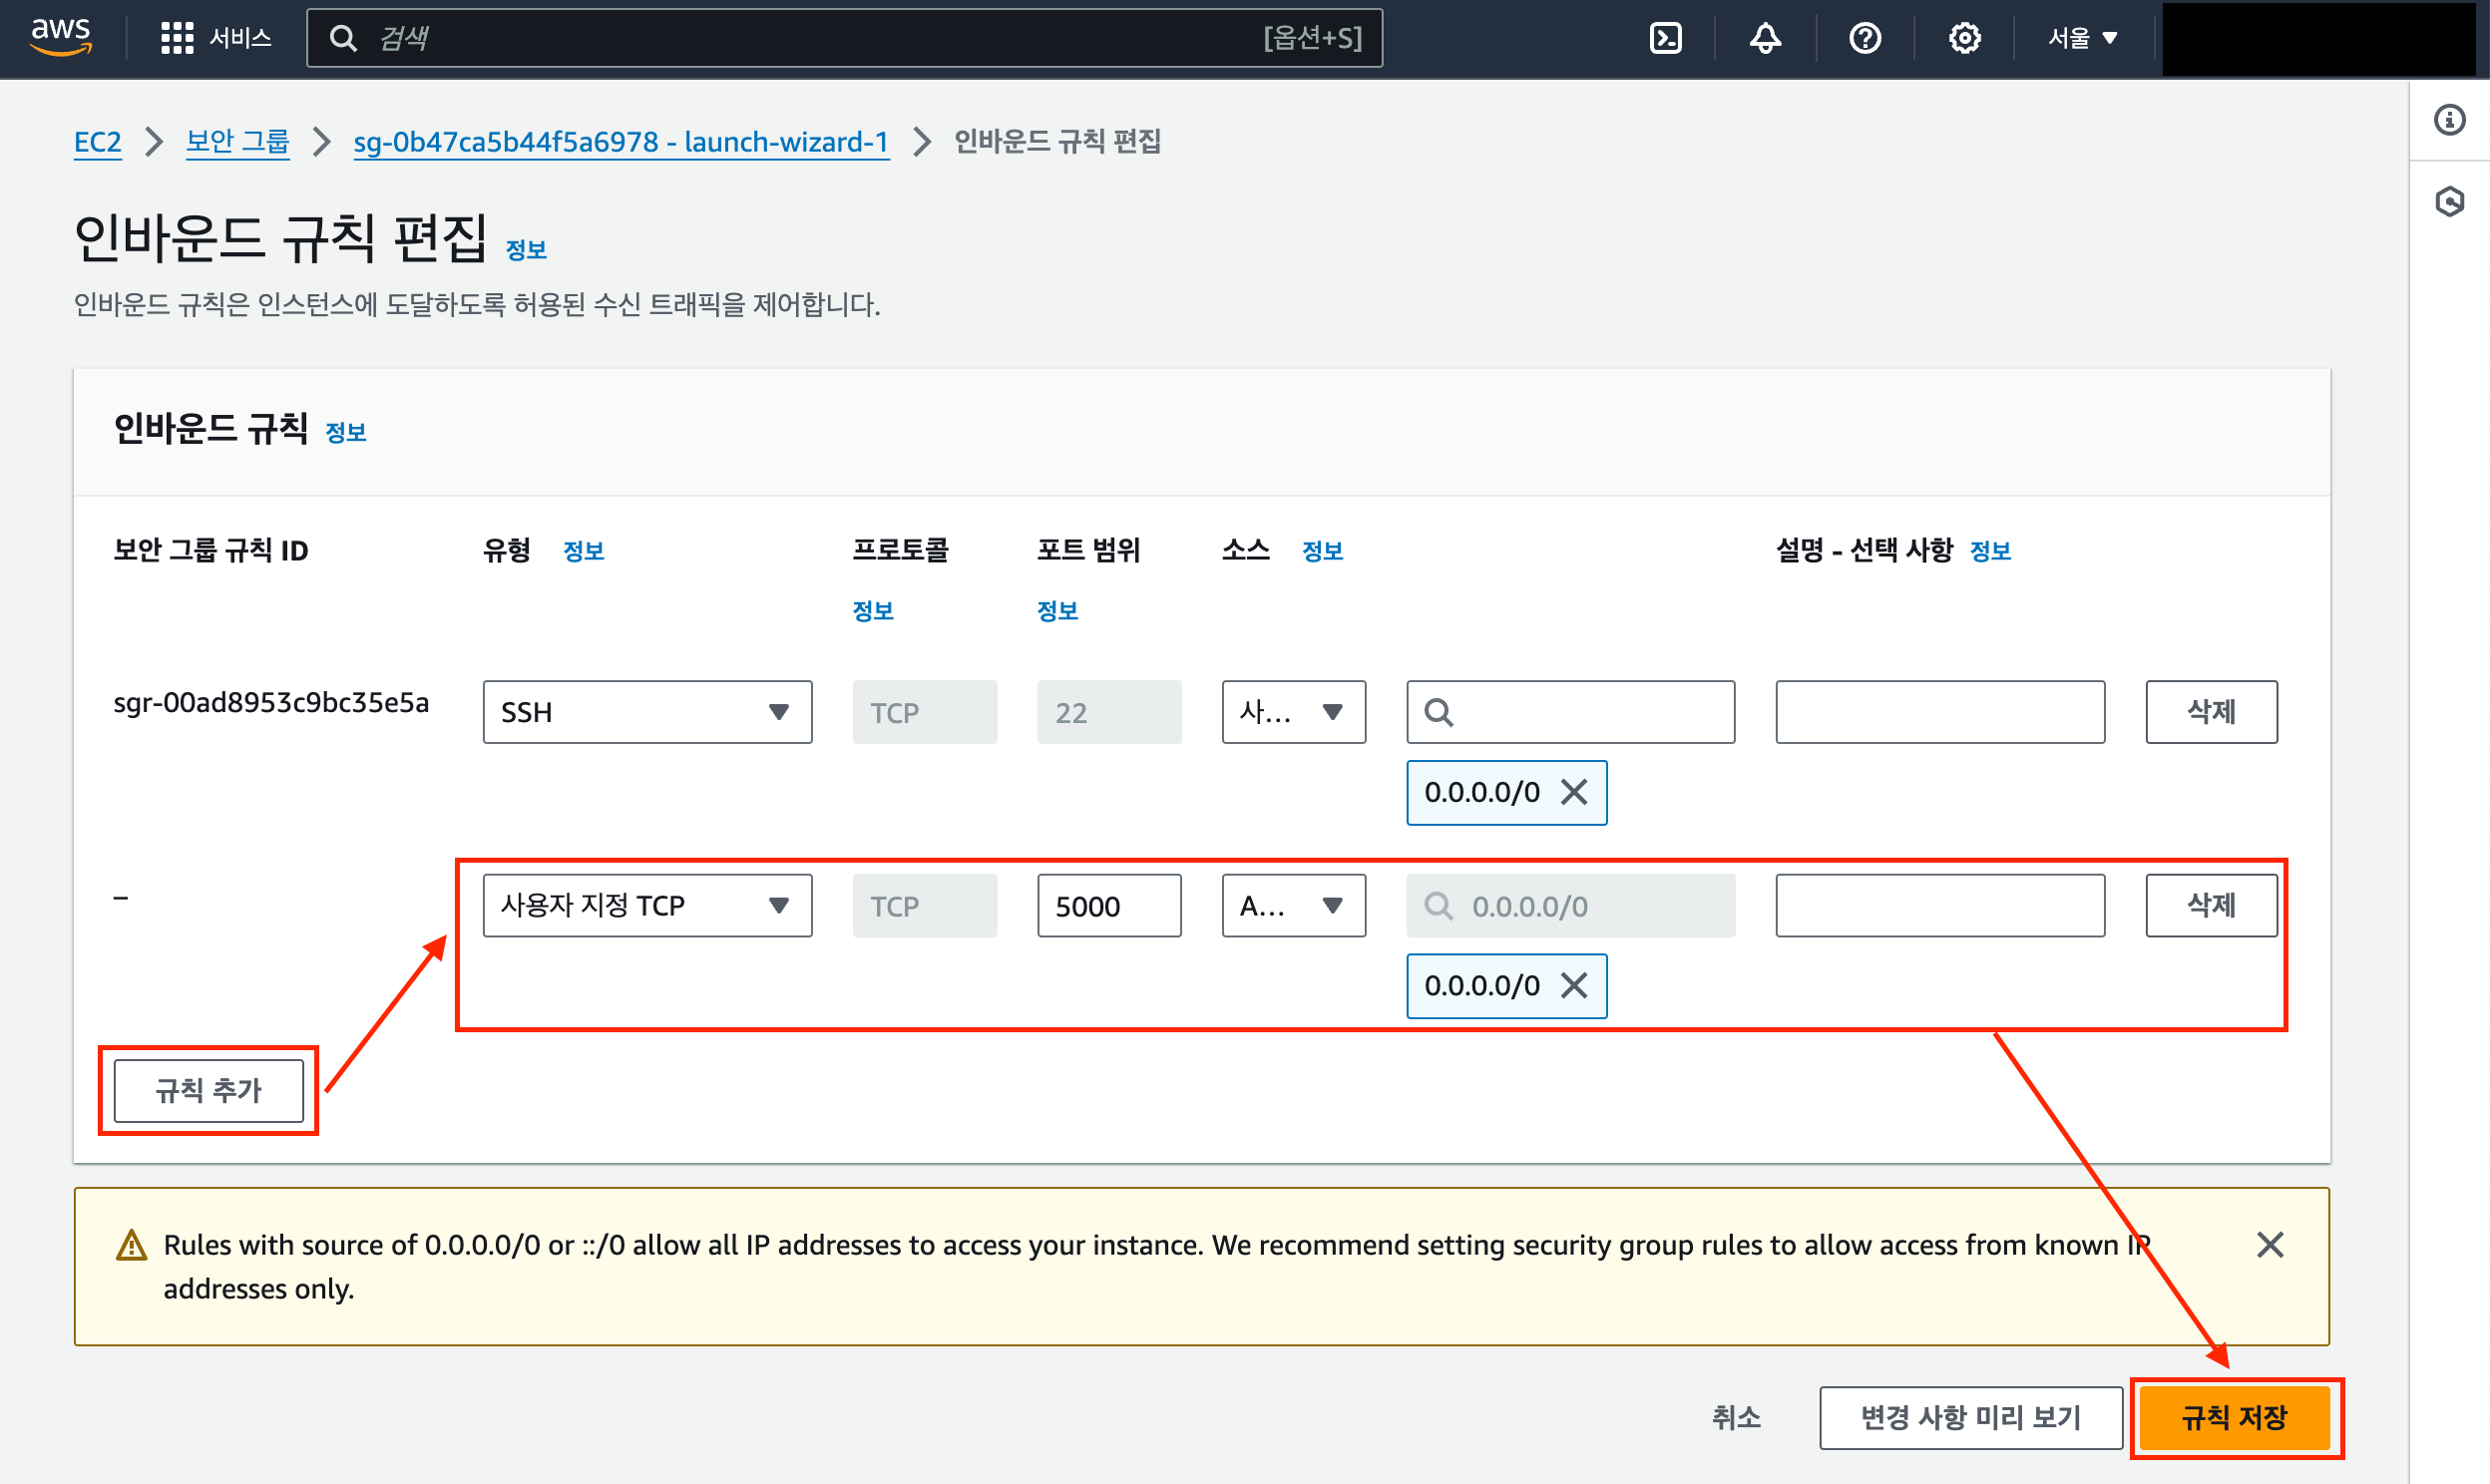 aws 서비스 검색 [옵션+S] 서울
EC2 보안 그룹 sg-0b47ca5b44f5a6978 - launch-wizard-1 인바운드 규칙 편집
인바운드 규칙 편집 정보
인바운드 규칙은 인스턴스에 도달하도록 허용된 수신 트래픽을 제어합니다.
인바운드 규칙 정보
보안 그룹 규칙 ID 유형 정보 프로토콜 포트 범위 소스 정보 설명 - 선택 사항 정보
정보 정보
sgr-00ad8953c9bc35e5a SSH TCP 22 사... 삭제
0.0.0.0/0
– 사용자 지정 TCP TCP 5000 A... 0.0.0.0/0 삭제
0.0.0.0/0
규칙 추가
Rules with source of 0.0.0.0/0 or ::/0 allow all IP addresses to access your instance. We recommend setting security group rules to allow access from known IP
addresses only.
취소 변경 사항 미리 보기 규칙 저장